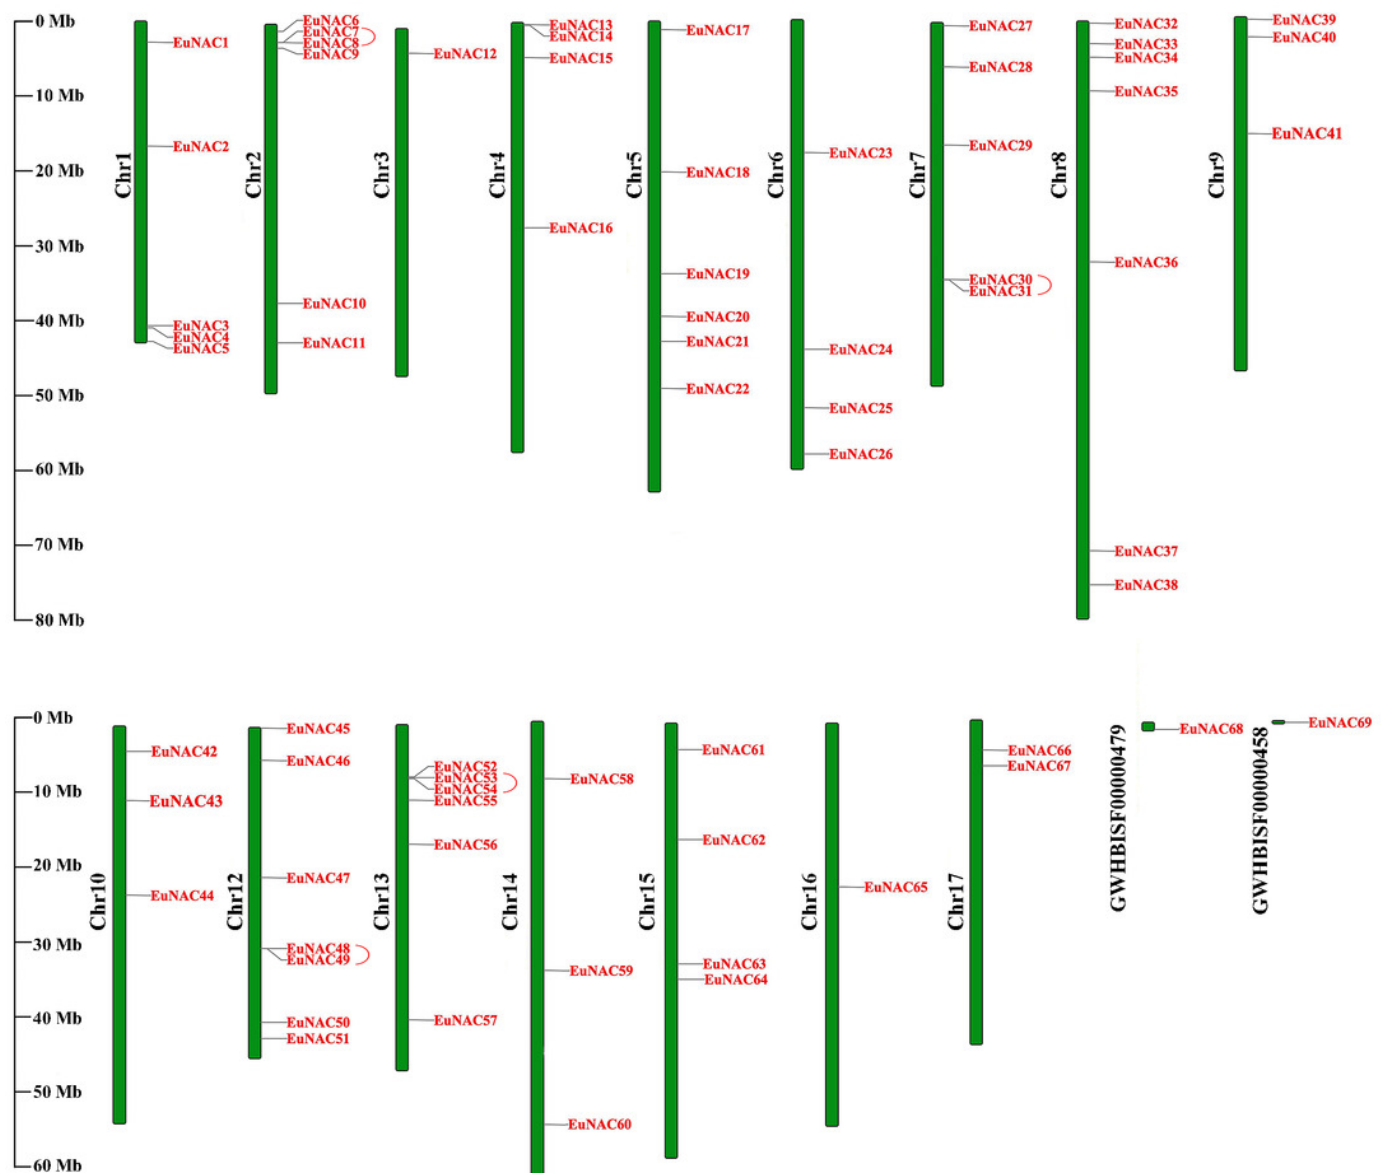 0 Mb
10 Mb
20 Mb
30 Mb
40 Mb
50 Mb
60 Mb
70 Mb
80 Mb
Chr1
EuNAC1
EuNAC2
EuNAC3
EuNAC4
EuNAC5
Chr2
EuNAC6
EuNAC7
EuNAC8
EuNAC9
EuNAC10
EuNAC11
Chr3
EuNAC12
Chr4
EuNAC13
EuNAC14
EuNAC15
EuNAC16
Chr5
EuNAC17
EuNAC18
EuNAC19
EuNAC20
EuNAC21
EuNAC22
Chr6
EuNAC23
EuNAC24
EuNAC25
EuNAC26
Chr7
EuNAC27
EuNAC28
EuNAC29
EuNAC30
EuNAC31
Chr8
EuNAC32
EuNAC33
EuNAC34
EuNAC35
EuNAC36
EuNAC37
EuNAC38
Chr9
EuNAC39
EuNAC40
EuNAC41
0 Mb
10 Mb
20 Mb
30 Mb
40 Mb
50 Mb
60 Mb
Chr10
EuNAC42
EuNAC43
EuNAC44
Chr12
EuNAC45
EuNAC46
EuNAC47
EuNAC48
EuNAC49
EuNAC50
EuNAC51
Chr13
EuNAC52
EuNAC53
EuNAC54
EuNAC55
EuNAC56
EuNAC57
Chr14
EuNAC58
EuNAC59
EuNAC60
Chr15
EuNAC61
EuNAC62
EuNAC63
EuNAC64
Chr16
EuNAC65
Chr17
EuNAC66
EuNAC67
GWHBISF00000479
EuNAC68
GWHBISF00000458
EuNAC69